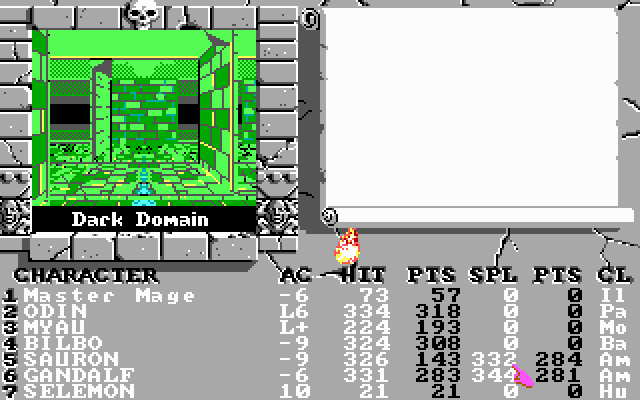 Dark Domain
CHARACTER AC HIT PTS SPL PTS CL
1 Master Mage -6 73 57 0 0 Il
2 ODIN L6 334 318 0 0 Pa
3 MYAU L+ 224 193 0 0 Mo
4 BILBO -9 324 308 0 0 Ba
5 SAURON -9 326 143 332 284 Am
6 GANDALF -6 331 283 344 281 Am
7 SELEMON 10 21 21 0 0 Hu